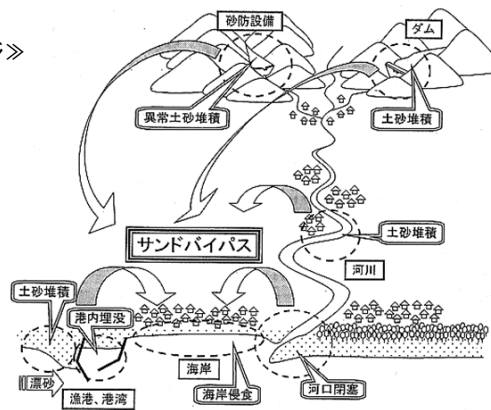 砂防設備
ダム
異常土砂堆積
土砂堆積
サンドバイパス
土砂堆積
河川
土砂堆積
港内埋没
海岸
漂砂
漁港、港湾
海岸侵食
河口閉塞